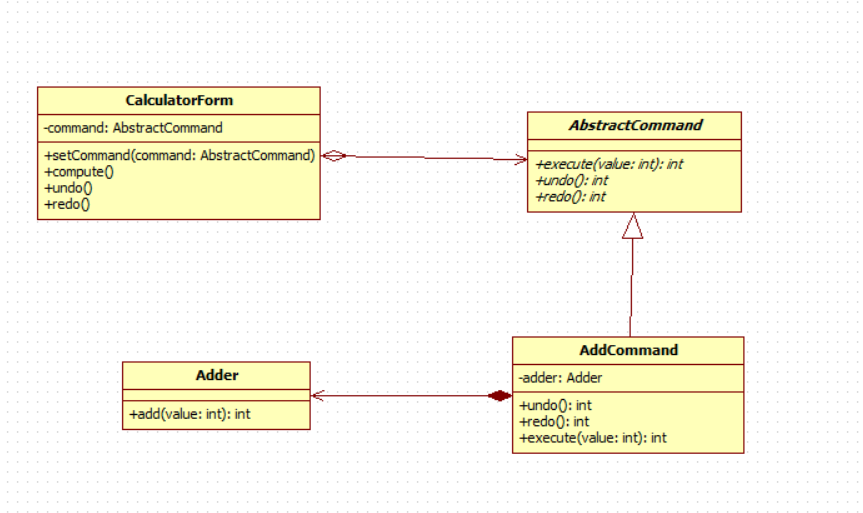 CalculatorForm
-command: AbstractCommand
+setCommand(command: AbstractCommand)
+compute()
+undo()
+redo()
AbstractCommand
+execute(value: int): int
+undo(): int
+redo(): int
Adder
+add(value: int): int
AddCommand
-adder: Adder
+undo(): int
+redo(): int
+execute(value: int): int